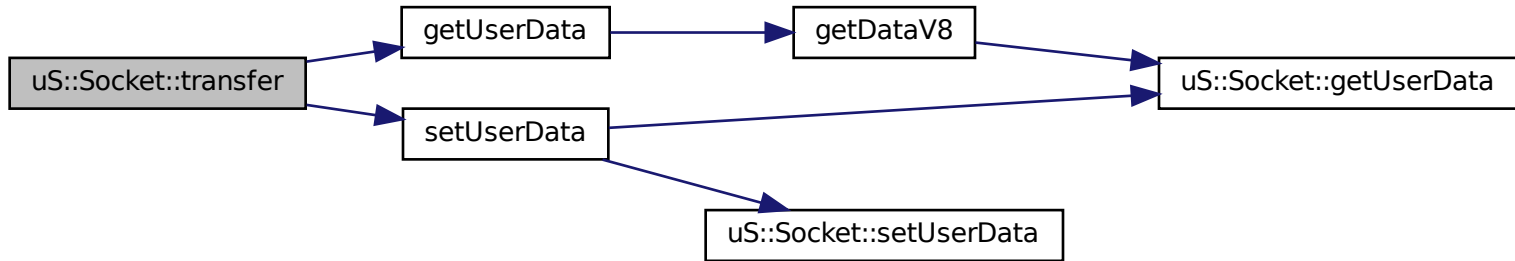 uS::Socket::transfer
getUserData
getDataV8
uS::Socket::getUserData
setUserData
uS::Socket::setUserData